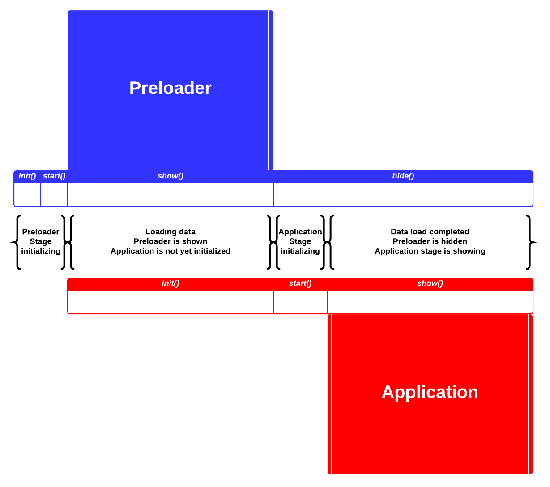 Preloader
init() start() show() hide()
Preloader
Stage
initializing
Loading data
Preloader is shown
Application is not yet initialized
Application
Stage
initializing
Data load completed
Preloader is hidden
Application stage is showing
init() start() show()
Application